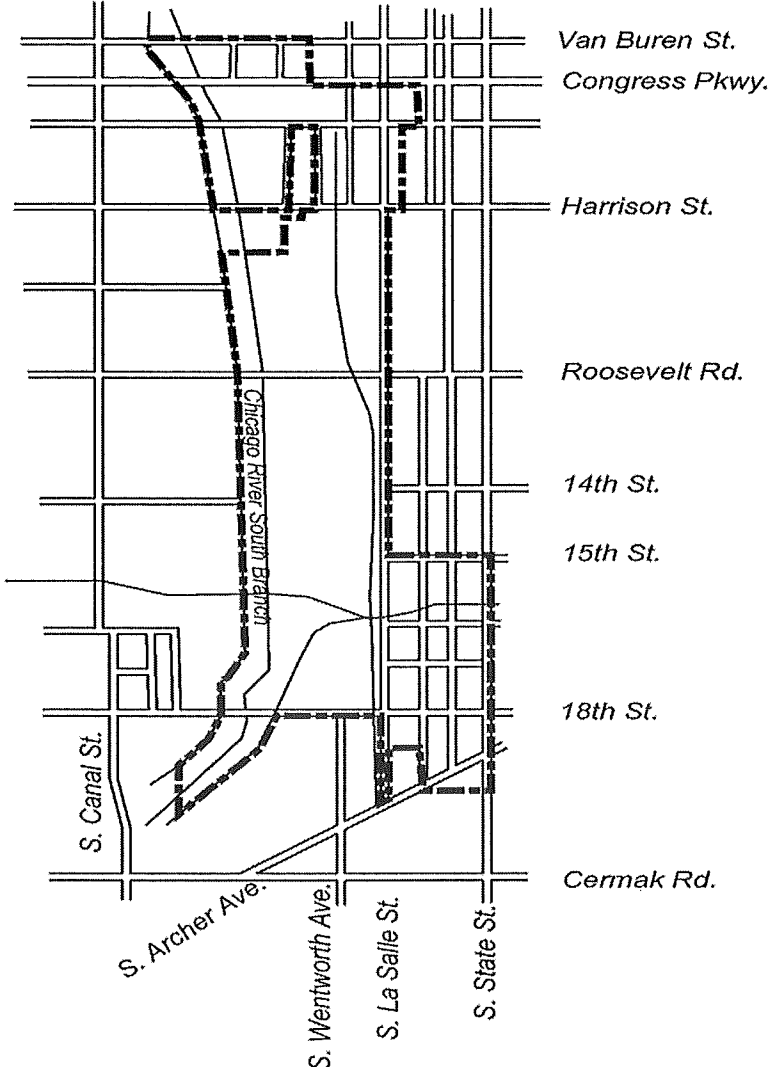 Van Buren St.
Congress Pkwy.
Harrison St.
Roosevelt Rd.
Chicago River South Branch
14th St.
15th St.
18th St.
S. Canal St.
Cermak Rd.
S. Archer Ave.
S. Wentworth Ave.
S. La Salle St.
S. State St.